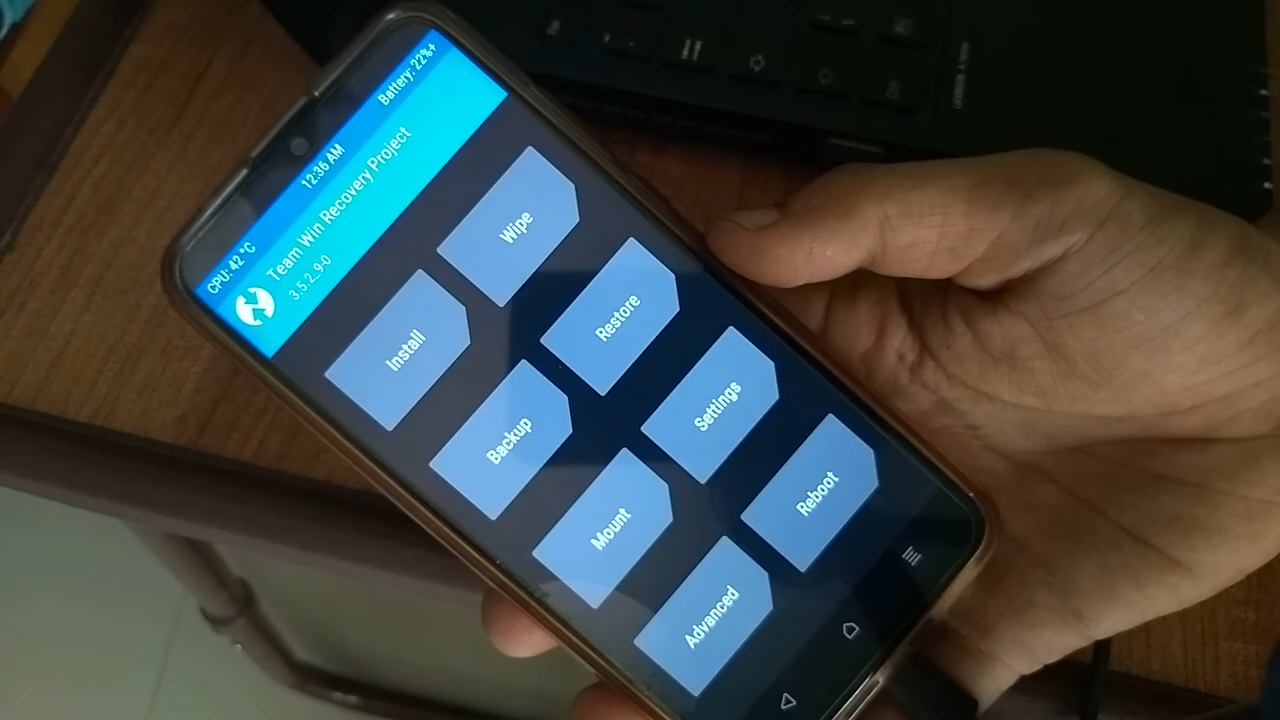 CPU: 42 °C
12:36 AM
Battery: 22%+
Team Win Recovery Project
3.5.2_9-0
Install
Wipe
Backup
Restore
Mount
Settings
Advanced
Reboot